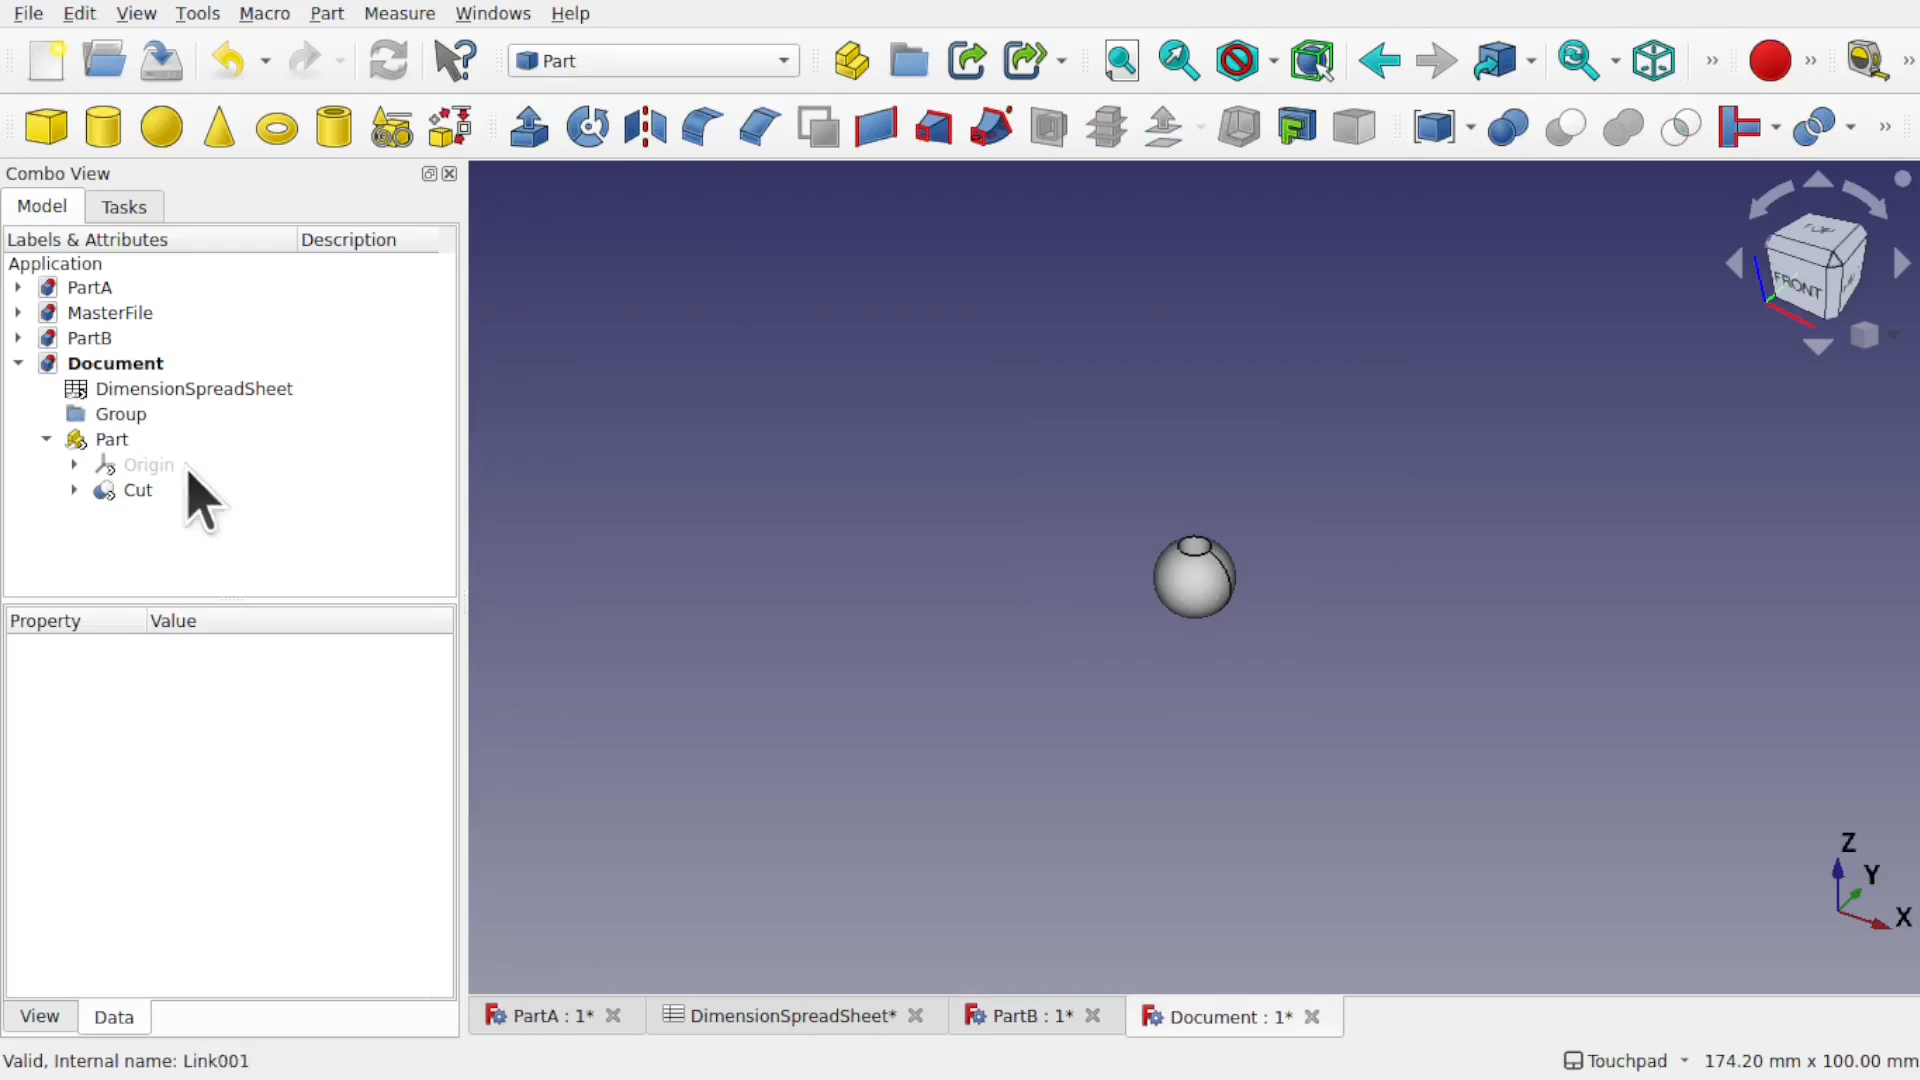 File Edit View Tools Macro Part Measure Windows Help
Part
Combo View
Model Tasks
Labels & Attributes Description
Application
PartA
MasterFile
PartB
Document
DimensionSpreadSheet
Group
Part
Origin
Cut
TOP
FRONT
Property Value
Z
Y
X
View Data
PartA : 1* DimensionSpreadSheet* PartB : 1* Document : 1*
Valid, Internal name: Link001 Touchpad 174.20 mm x 100.00 mm